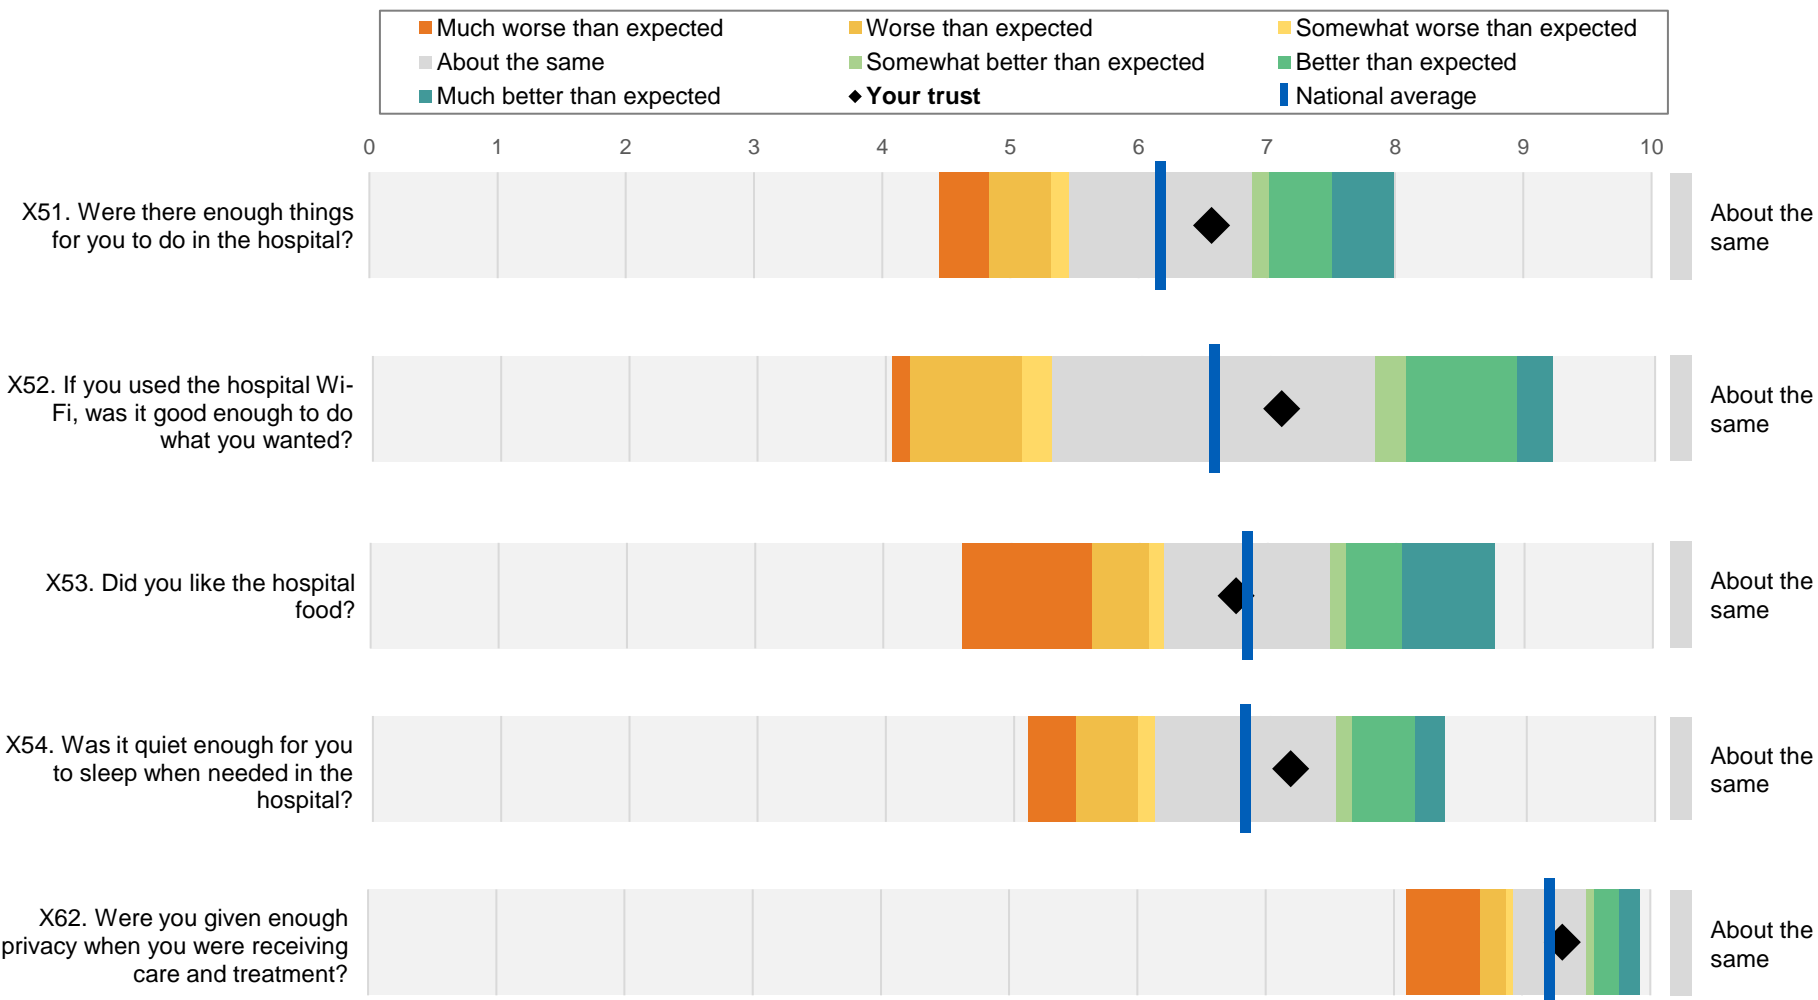 Much worse than expected
Worse than expected
Somewhat worse than expected
About the same
Somewhat better than expected
Better than expected
Much better than expected
Your trust
National average
0 1 2 3 4 5 6 7 8 9 10
X51. Were there enough things
for you to do in the hospital?
About the
same
X52. If you used the hospital Wi-
Fi, was it good enough to do
what you wanted?
About the
same
X53. Did you like the hospital
food?
About the
same
X54. Was it quiet enough for you
to sleep when needed in the
hospital?
About the
same
X62. Were you given enough
privacy when you were receiving
care and treatment?
About the
same